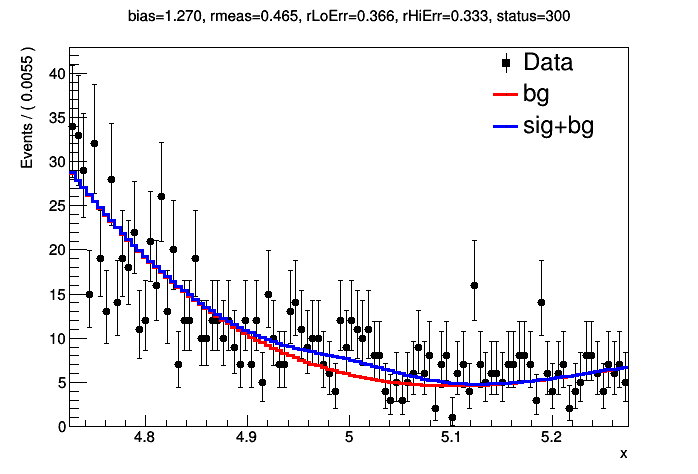 bias=1.270, rmeas=0.465, rLoErr=0.366, rHiErr=0.333, status=300
Events / ( 0.0055 )
40
35
30
25
20
15
10
5
0
Data
bg
sig+bg
4.8
4.9
5
5.1
5.2
x